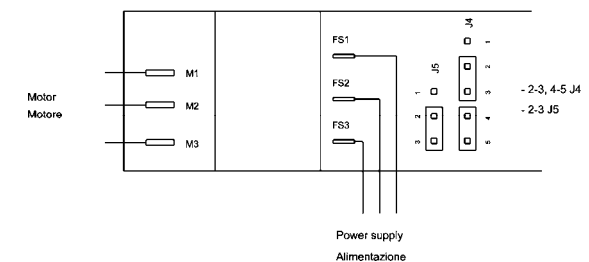 J4
FS1
1
J5
2
M1
FS2
1
3
- 2-3, 4-5 J4
Motor
M2
2
4
- 2-3 J5
Motore
FS3
M3
3
5
Power supply
Alimentazione